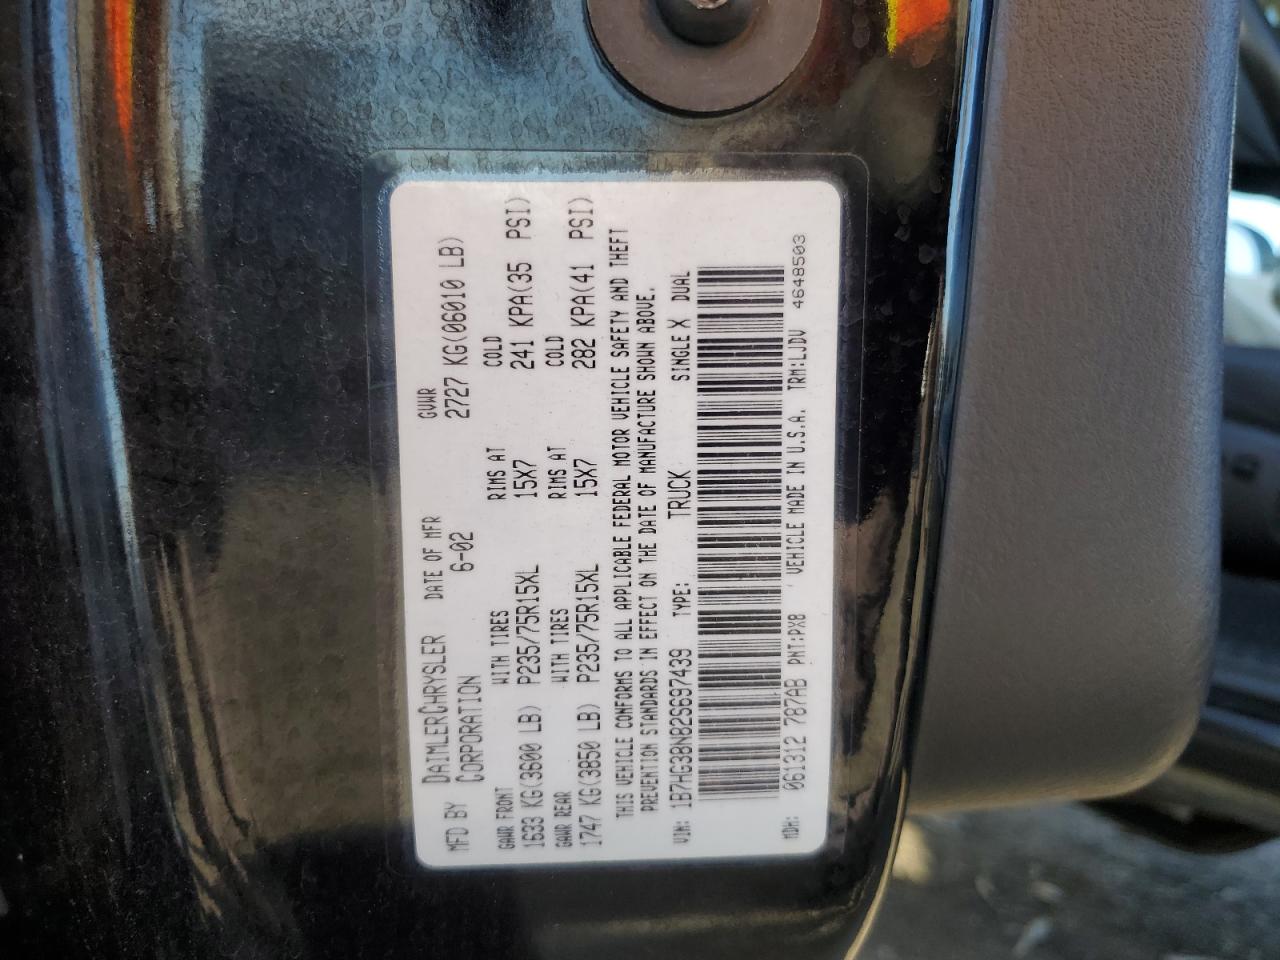 MFD BY DAIMLERCHRYSLER CORPORATION DATE OF MFR 6-02 GVWR 2727 KG(06010 LB)
GAWR FRONT WITH TIRES RIMS AT COLD
1633 KG(3600 LB) P235/75R15XL 15X7 241 KPA(35 PSI)
GAWR REAR WITH TIRES RIMS AT COLD
1747 KG(3850 LB) P235/75R15XL 15X7 282 KPA(41 PSI)
THIS VEHICLE CONFORMS TO ALL APPLICABLE FEDERAL MOTOR VEHICLE SAFETY AND THEFT
PREVENTION STANDARDS IN EFFECT ON THE DATE OF MANUFACTURE SHOWN ABOVE.
VIN: 1B7HG38N82S697439 TYPE: TRUCK SINGLE X DUAL
MDH: 061312 787AB PNT:PX8 VEHICLE MADE IN U.S.A. TRM:LJDV 4648503